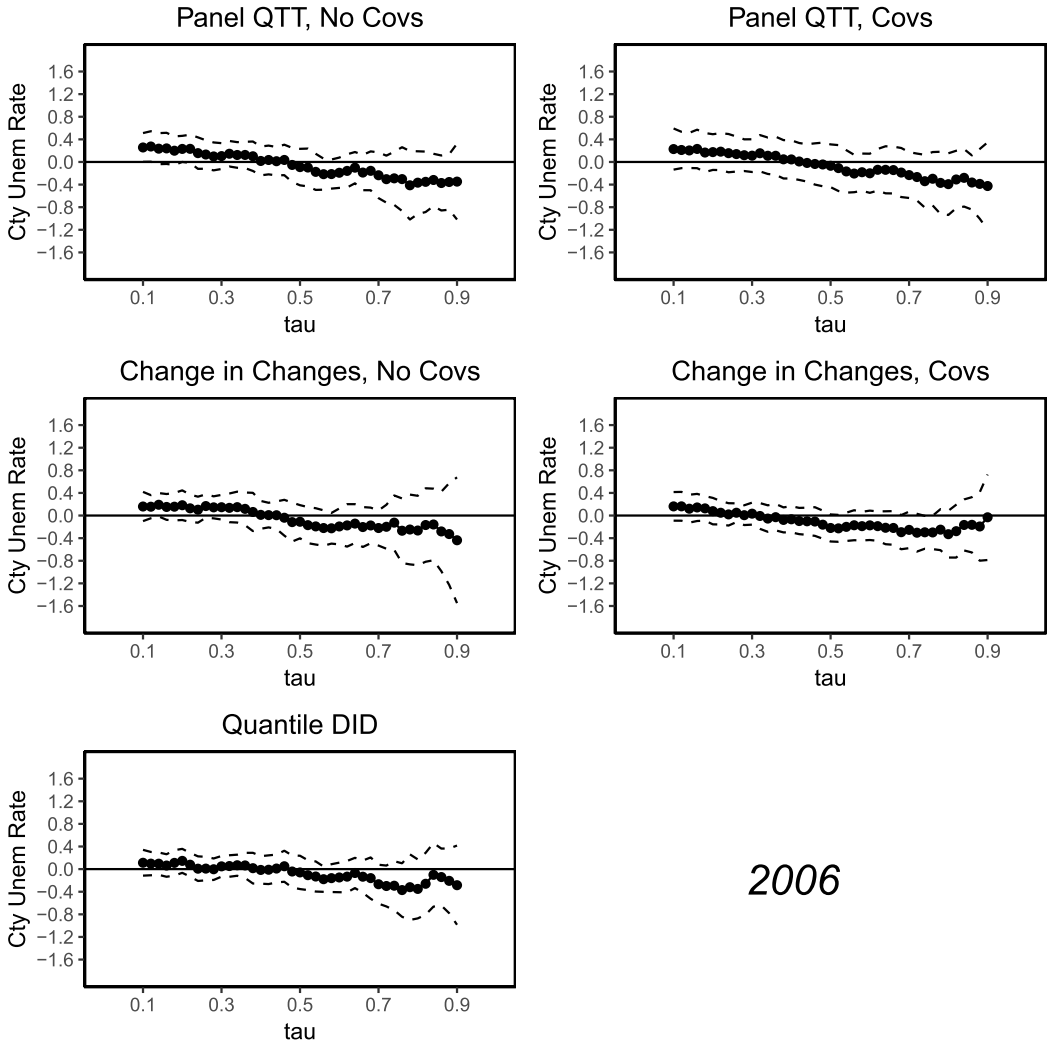 Panel QTT, No Covs
Cty Unem Rate
1.6
1.2
0.8
0.4
0.0
−0.4
−0.8
−1.2
−1.6
0.1 0.3 0.5 0.7 0.9
tau
Panel QTT, Covs
Cty Unem Rate
1.6
1.2
0.8
0.4
0.0
−0.4
−0.8
−1.2
−1.6
0.1 0.3 0.5 0.7 0.9
tau
Change in Changes, No Covs
Cty Unem Rate
1.6
1.2
0.8
0.4
0.0
−0.4
−0.8
−1.2
−1.6
0.1 0.3 0.5 0.7 0.9
tau
Change in Changes, Covs
Cty Unem Rate
1.6
1.2
0.8
0.4
0.0
−0.4
−0.8
−1.2
−1.6
0.1 0.3 0.5 0.7 0.9
tau
Quantile DID
Cty Unem Rate
1.6
1.2
0.8
0.4
0.0
−0.4
−0.8
−1.2
−1.6
0.1 0.3 0.5 0.7 0.9
tau
2006